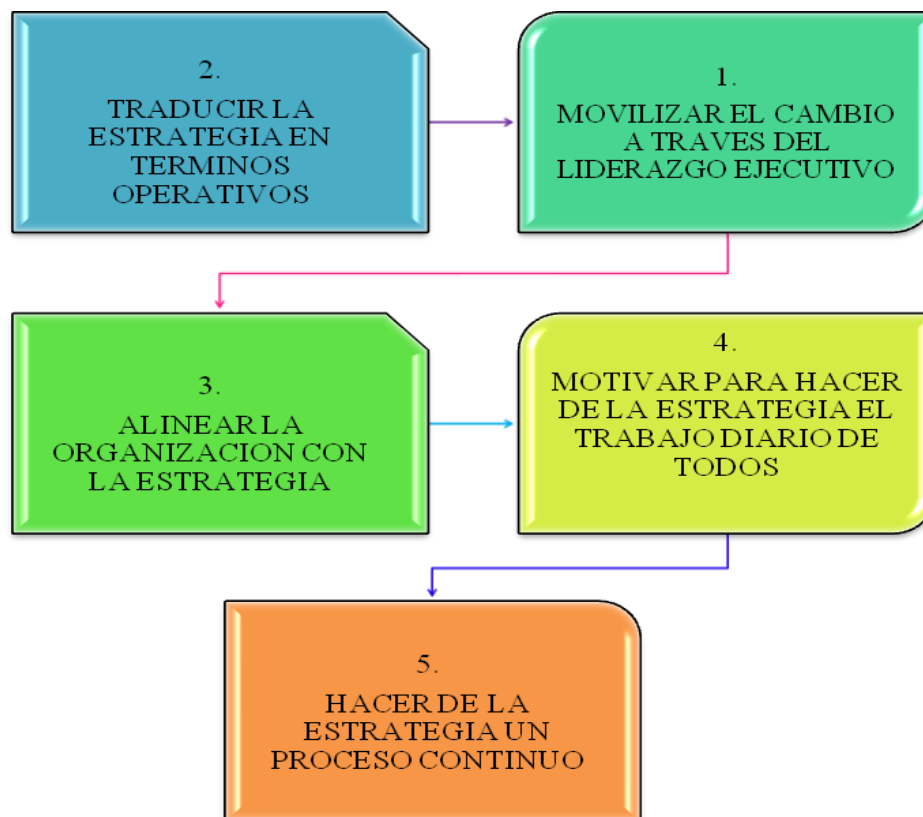 2.
TRADUCIR LA
ESTRATEGIA EN
TERMINOS
OPERATIVOS
1.
MOVILIZAR EL CAMBIO
A TRAVES DEL
LIDERAZGO EJECUTIVO
3.
ALINEAR LA
ORGANIZACION CON
LA ESTRATEGIA
4.
MOTIVAR PARA HACER
DE LA ESTRATEGIA EL
TRABAJO DIARIO DE
TODOS
5.
HACER DE LA
ESTRATEGIA UN
PROCESO CONTINUO